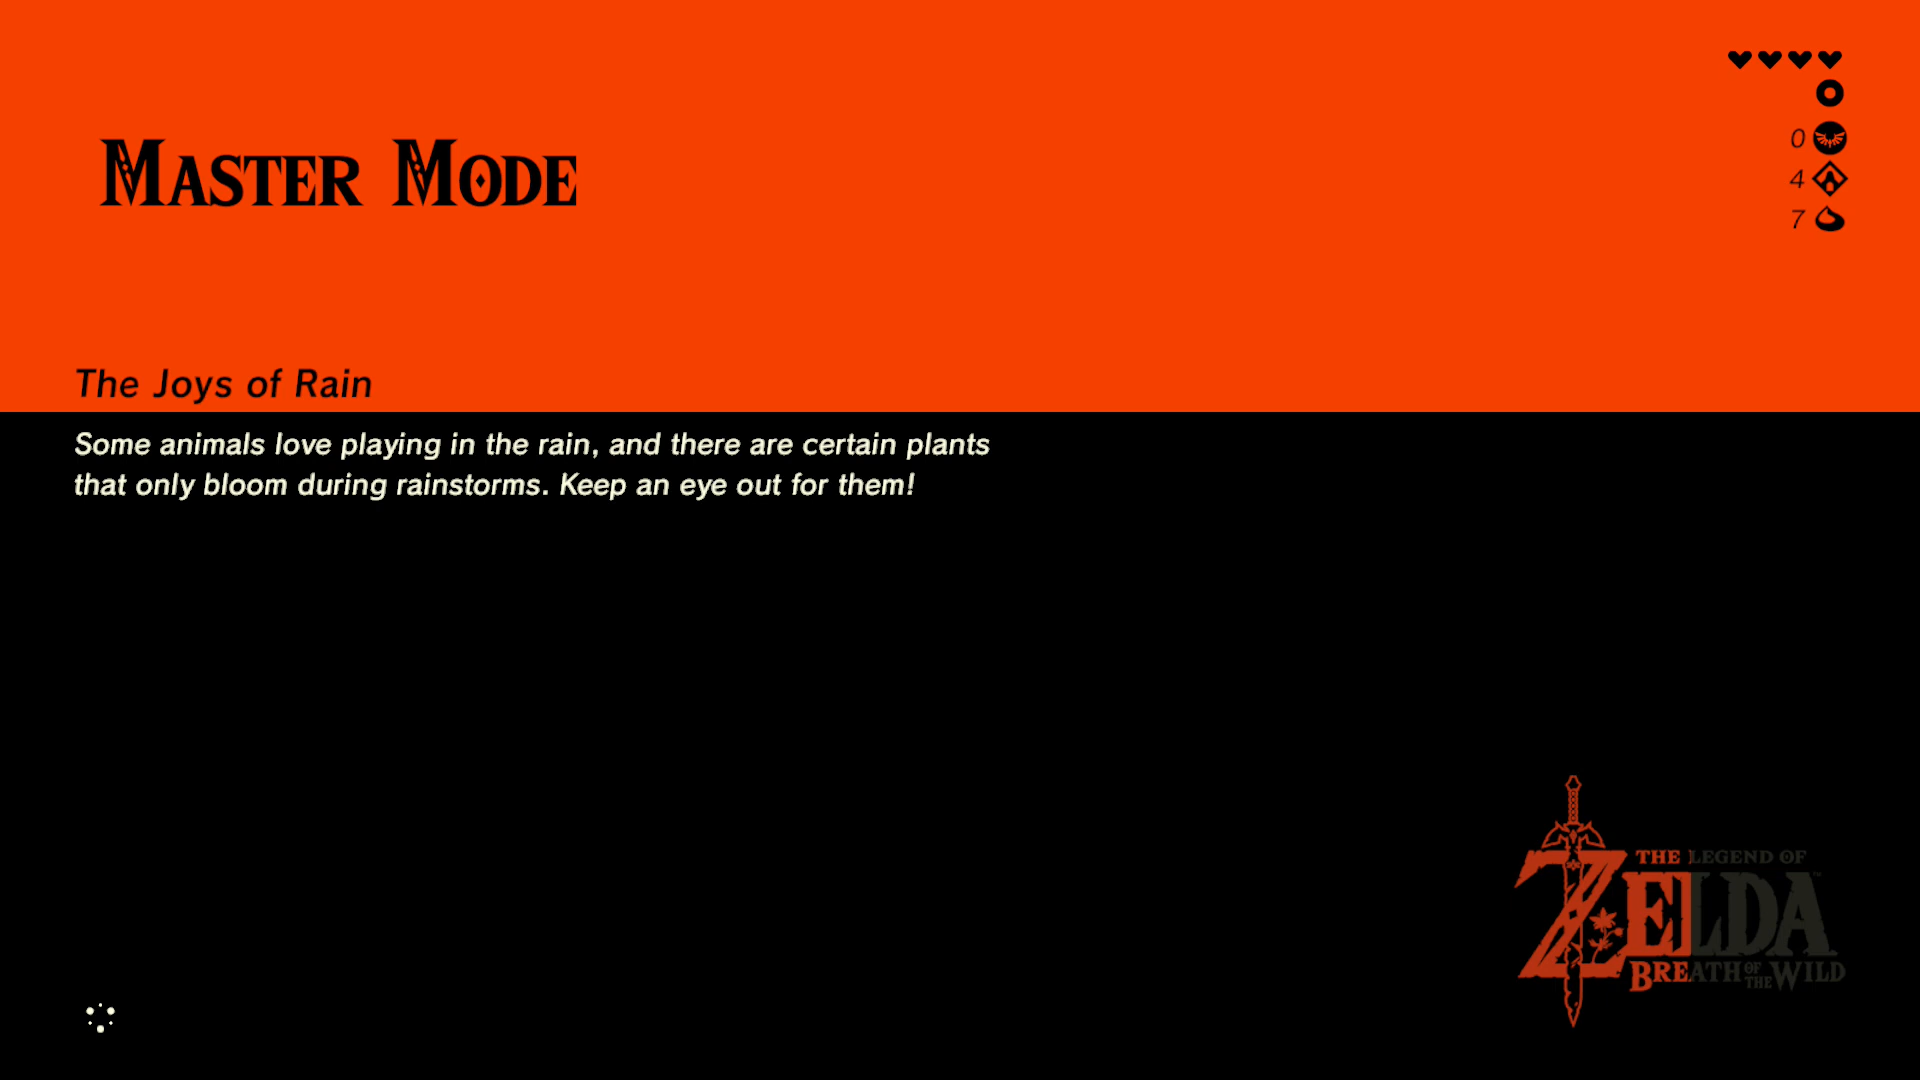 MASTER MODE
0
4
7
The Joys of Rain
Some animals love playing in the rain, and there are certain plants
that only bloom during rainstorms. Keep an eye out for them!
THE LEGEND OF
ZELDA
BREATH OF THE WILD